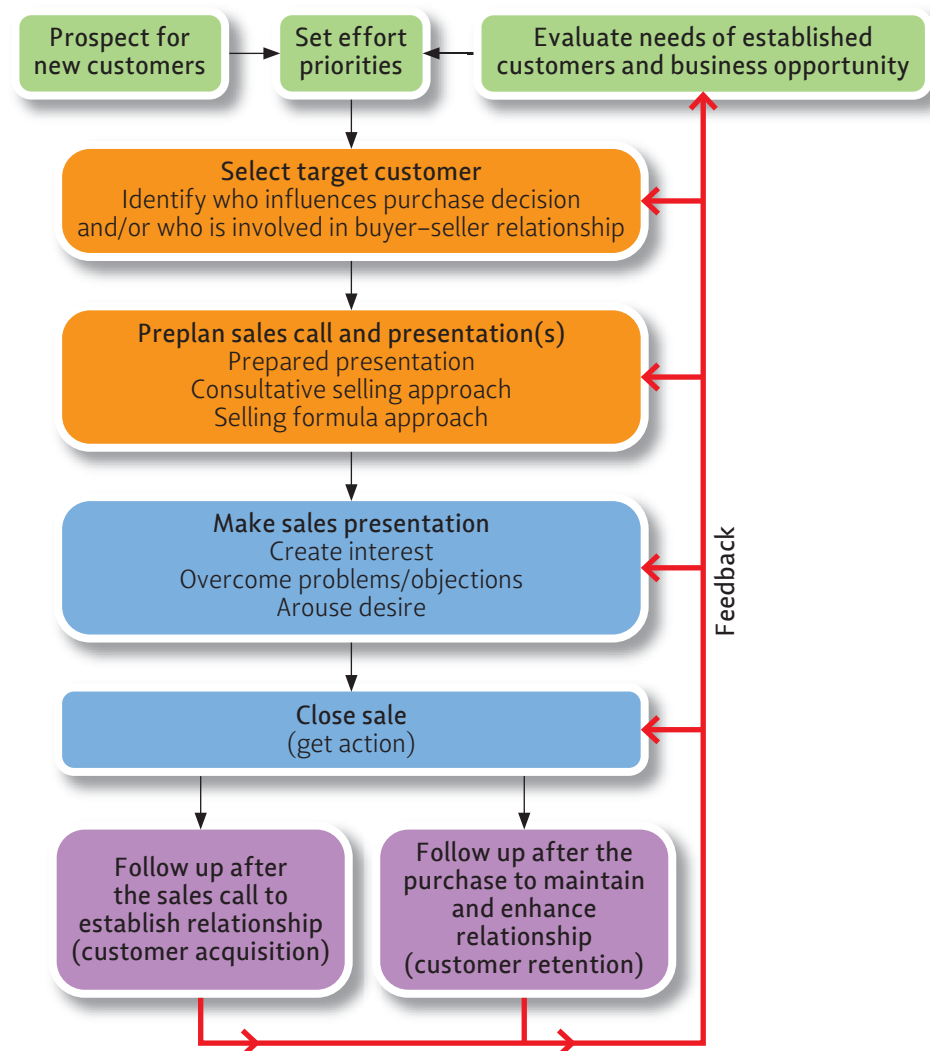 Prospect for
new customers
Set effort
priorities
Evaluate needs of established
customers and business opportunity
Select target customer
Identify who influences purchase decision
and/or who is involved in buyer–seller relationship
Preplan sales call and presentation(s)
Prepared presentation
Consultative selling approach
Selling formula approach
Make sales presentation
Create interest
Overcome problems/objections
Arouse desire
Feedback
Close sale
(get action)
Follow up after
the sales call to
establish relationship
(customer acquisition)
Follow up after the
purchase to maintain
and enhance
relationship
(customer retention)